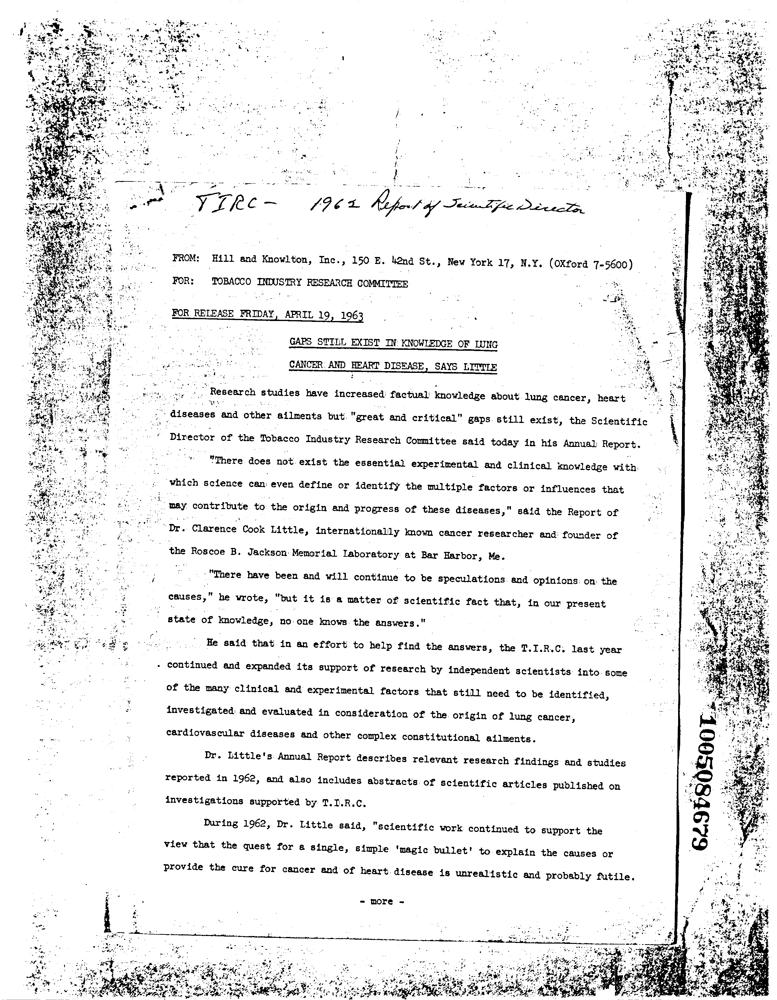 TIRC - 1962 Report of Scientific Director
FROM: Hill and Knowlton, Inc., 150 E. 42nd St., New York 17, N.Y. (OXford 7-5600)
FOR: TOBACCO INDUSTRY RESEARCH COMMITTEE
FOR RELEASE FRIDAY, APRIL 19, 1963
GAPS STILL EXIST IN KNOWLEDGE OF LUNG
CANCER AND HEART DISEASE, SAYS LITTLE
Research studies have increased factual knowledge about lung cancer, heart
diseases and other ailments but "great and critical" gaps still exist, the Scientific
Director of the Tobacco Industry Research Committee said today in his Annual Report.
"There does not exist the essential experimental and clinical knowledge with
which science can even define or identify the multiple factors or influences that
may contribute to the origin and progress of these diseases," said the Report of
Dr. Clarence Cook Little, internationally known cancer researcher and founder of
the Roscoe B. Jackson Memorial Laboratory at Bar Harbor, Me.
"There have been and will continue to be speculations and opinions on the
causes," he wrote, "but it is a matter of scientific fact that, in our present
state of knowledge, no one knows the answers."
He said that in an effort to help find the answers, the T.I.R.C. last year
continued and expanded its support of research by independent scientists into some
of the many clinical and experimental factors that still need to be identified,
investigated and evaluated in consideration of the origin of lung cancer,
cardiovascular diseases and other complex constitutional ailments.
Dr. Little's Annual Report describes relevant research findings and studies
reported in 1962, and also includes abstracts of scientific articles published on
investigations supported by T.I.R.C.
During 1962, Dr. Little said, "scientific work continued to support the
view that the quest for a single, simple 'magic bullet' to explain the causes or
provide the cure for cancer and of heart disease is unrealistic and probably futile.
- more -
1005084679